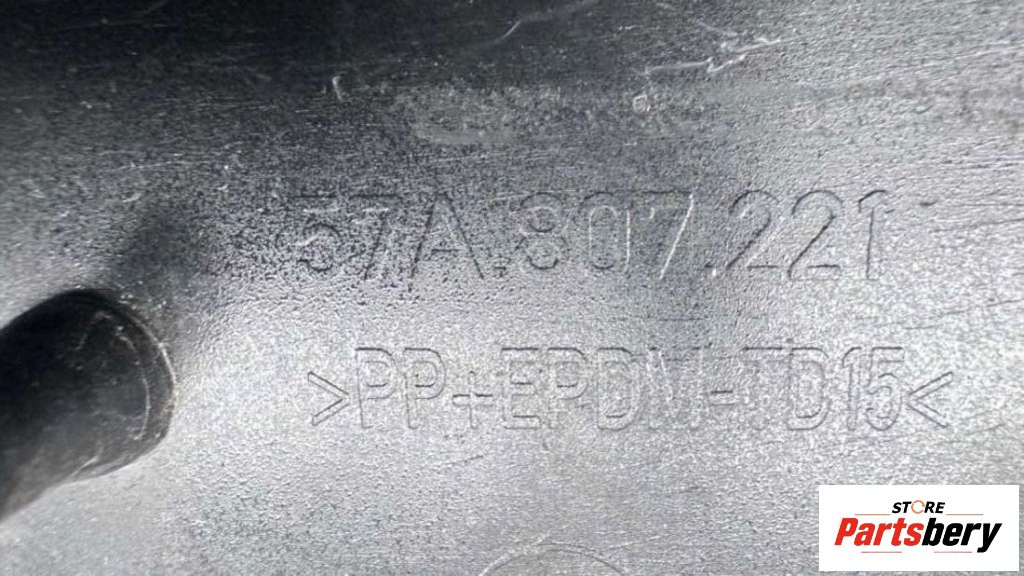 57A.807.221
>PP+EPDM-TD15<
STORE
Partsbery